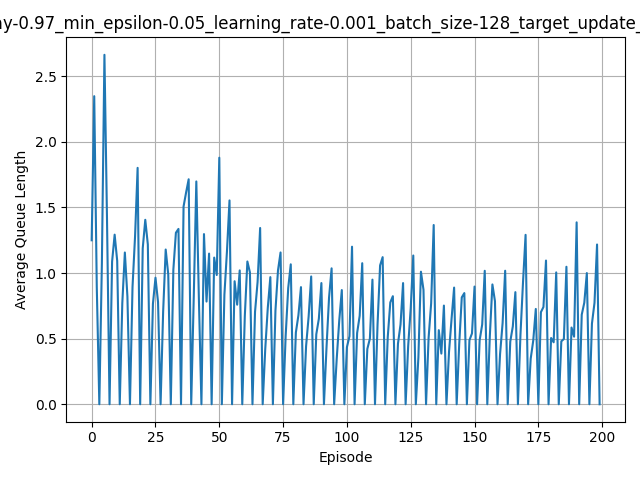 ay-0.97_min_epsilon-0.05_learning_rate-0.001_batch_size-128_target_update_
2.5
2.0
1.5
1.0
0.5
0.0
Average Queue Length
0 25 50 75 100 125 150 175 200
Episode